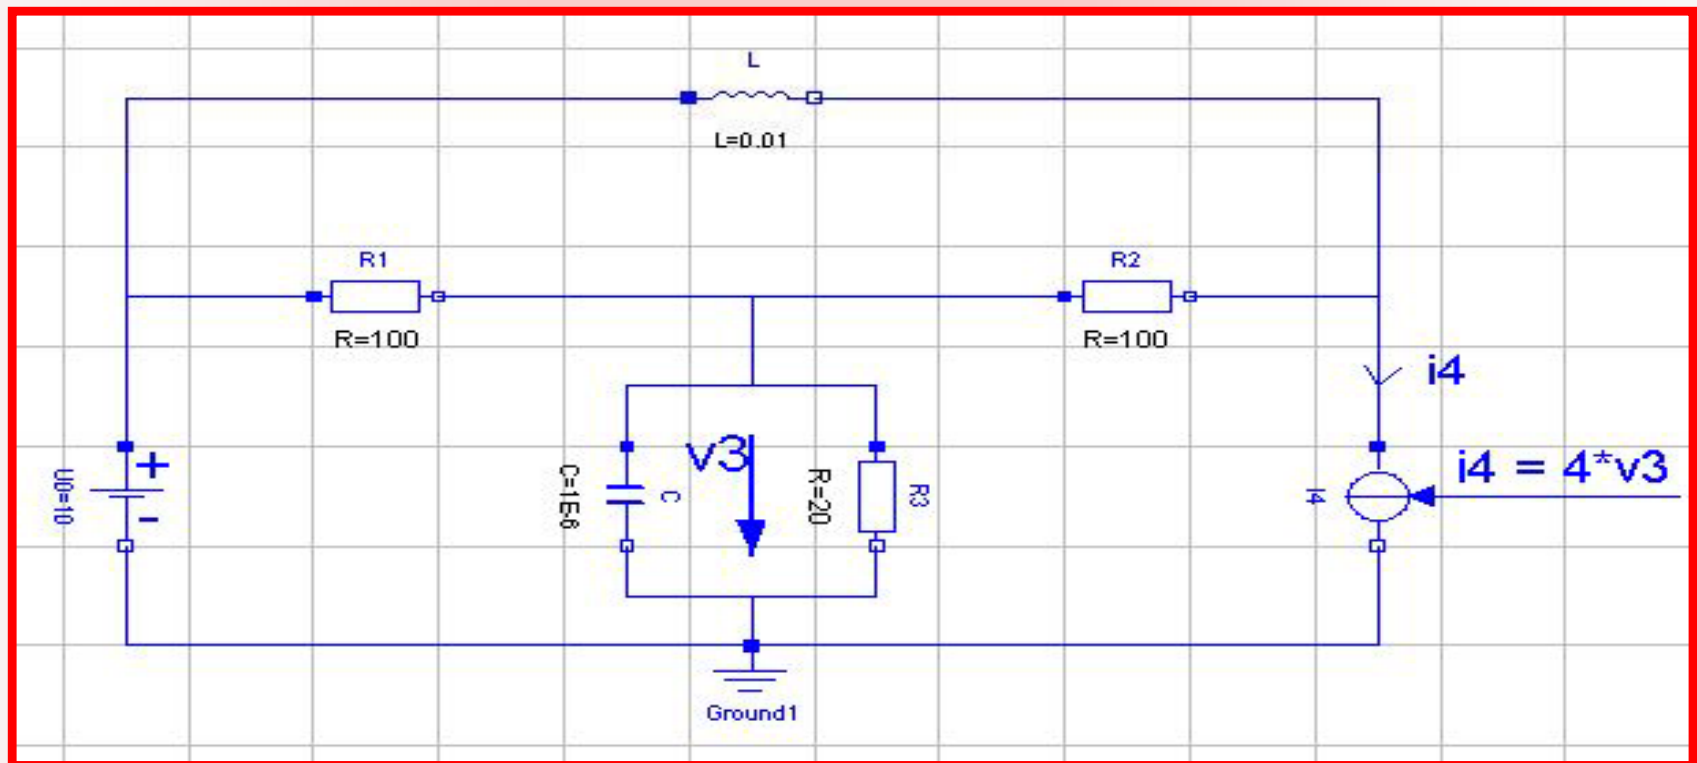 L
L=0.01
R1
R=100
R2
R=100
i4
U0=10
+
-
C=1E-6
C
v3
R=20
R3
I4
i4 = 4*v3
Ground1